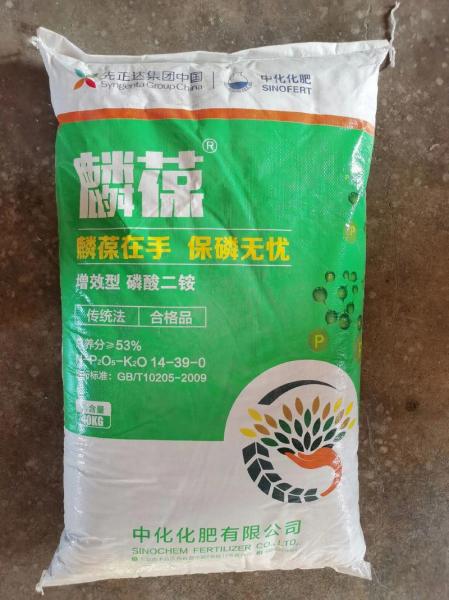 先正达集团中国
Syngenta Group China
中化化肥
SINOFERT
麟葆®
麟葆在手 保磷无忧
增效型 磷酸二铵
传统法 合格品
养分≥53%
P₂O₅-K₂O 14-39-0
标准：GB/T10205-2009
含量
KG
P
P
中化化肥有限公司
SINOCHEM FERTILIZER CO., LTD.